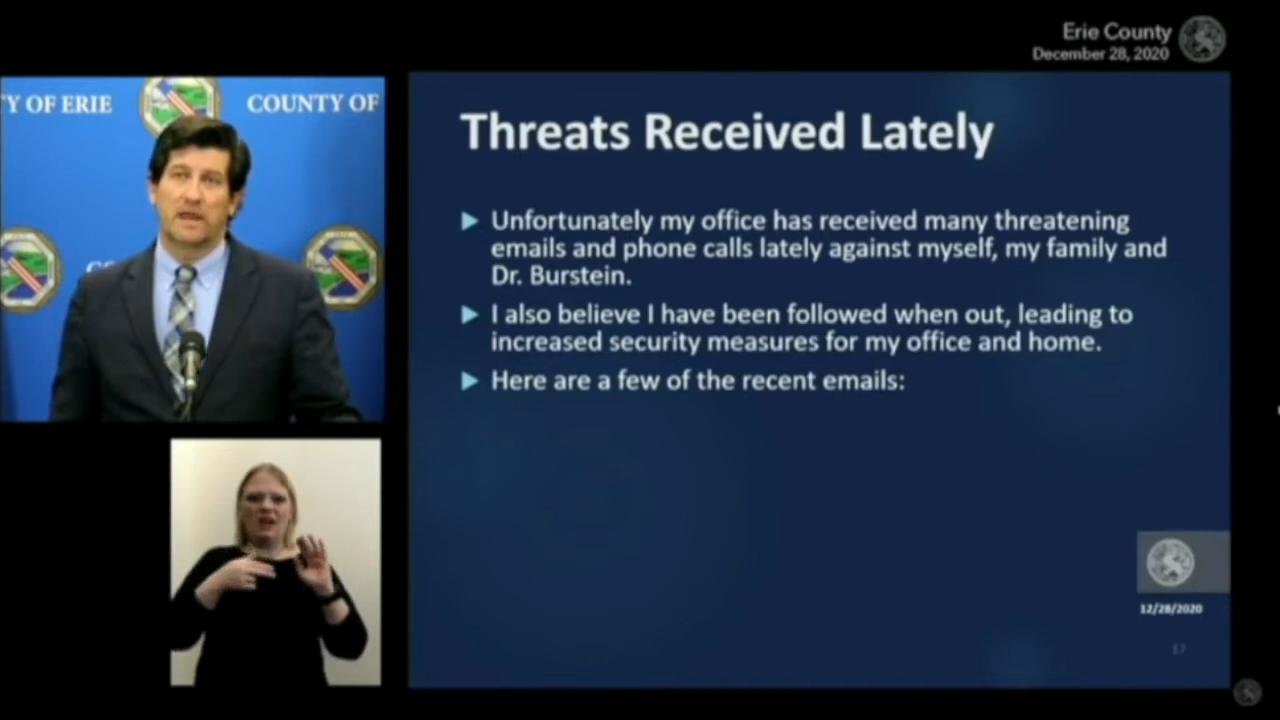 Erie County
December 28, 2020
TY OF ERIE
COUNTY OF
Threats Received Lately
Unfortunately my office has received many threatening
emails and phone calls lately against myself, my family and
Dr. Burstein.
I also believe I have been followed when out, leading to
increased security measures for my office and home.
Here are a few of the recent emails:
12/28/2020
17